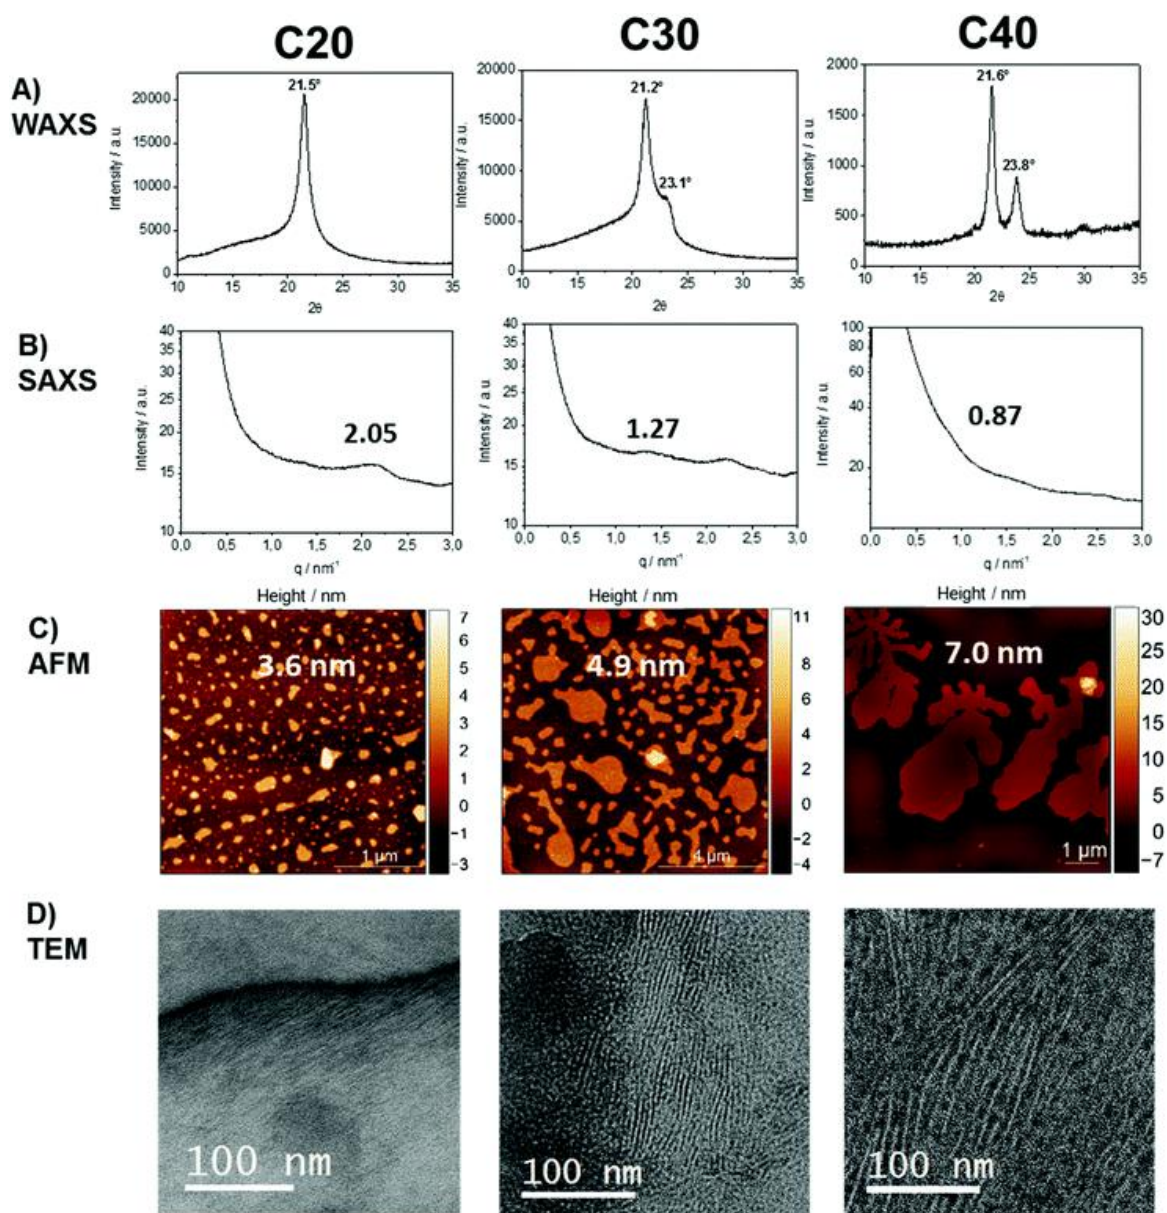 C20 C30 C40
A)
WAXS
21.5°
20000
15000
10000
5000
0
10 15 20 25 30 35
2θ
Intensity / a.u.
21.2°
23.1°
20000
15000
10000
5000
0
10 15 20 25 30 35
2θ
Intensity / a.u.
21.6°
23.8°
2000
1500
1000
500
0
10 15 20 25 30 35
2θ
Intensity / a.u.
B)
SAXS
40
35
30
25
20
15
10
2.05
0,0 0,5 1,0 1,5 2,0 2,5 3,0
q / nm⁻¹
Intensity / a.u.
40
35
30
25
20
15
10
1.27
0,0 0,5 1,0 1,5 2,0 2,5 3,0
q / nm⁻¹
Intensity / a.u.
100
80
60
40
20
0.87
0,0 0,5 1,0 1,5 2,0 2,5 3,0
q / nm⁻¹
Intensity / a.u.
C)
AFM
Height / nm
3.6 nm
1 µm
7
6
5
4
3
2
1
0
−1
−3
Height / nm
4.9 nm
4 µm
11
8
6
4
2
0
−2
−4
Height / nm
7.0 nm
1 µm
30
25
20
15
10
5
0
−7
D)
TEM
100 nm
100 nm
100 nm